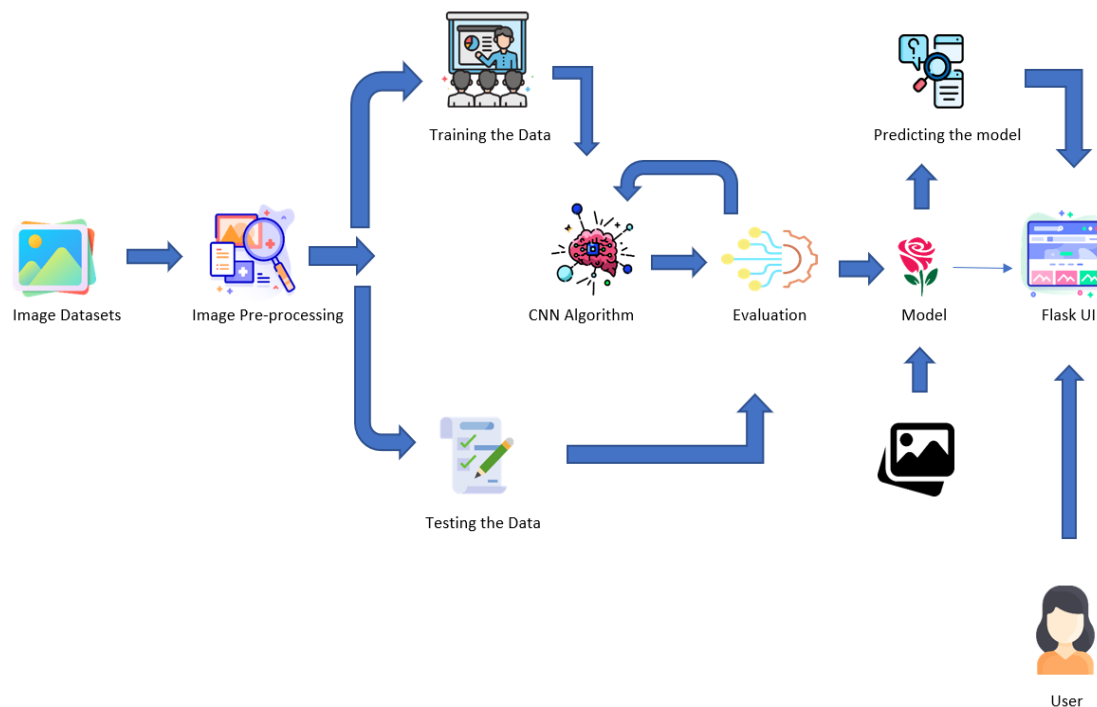 Training the Data
Predicting the model
Image Datasets
Image Pre-processing
CNN Algorithm
Evaluation
Model
Flask UI
Testing the Data
User